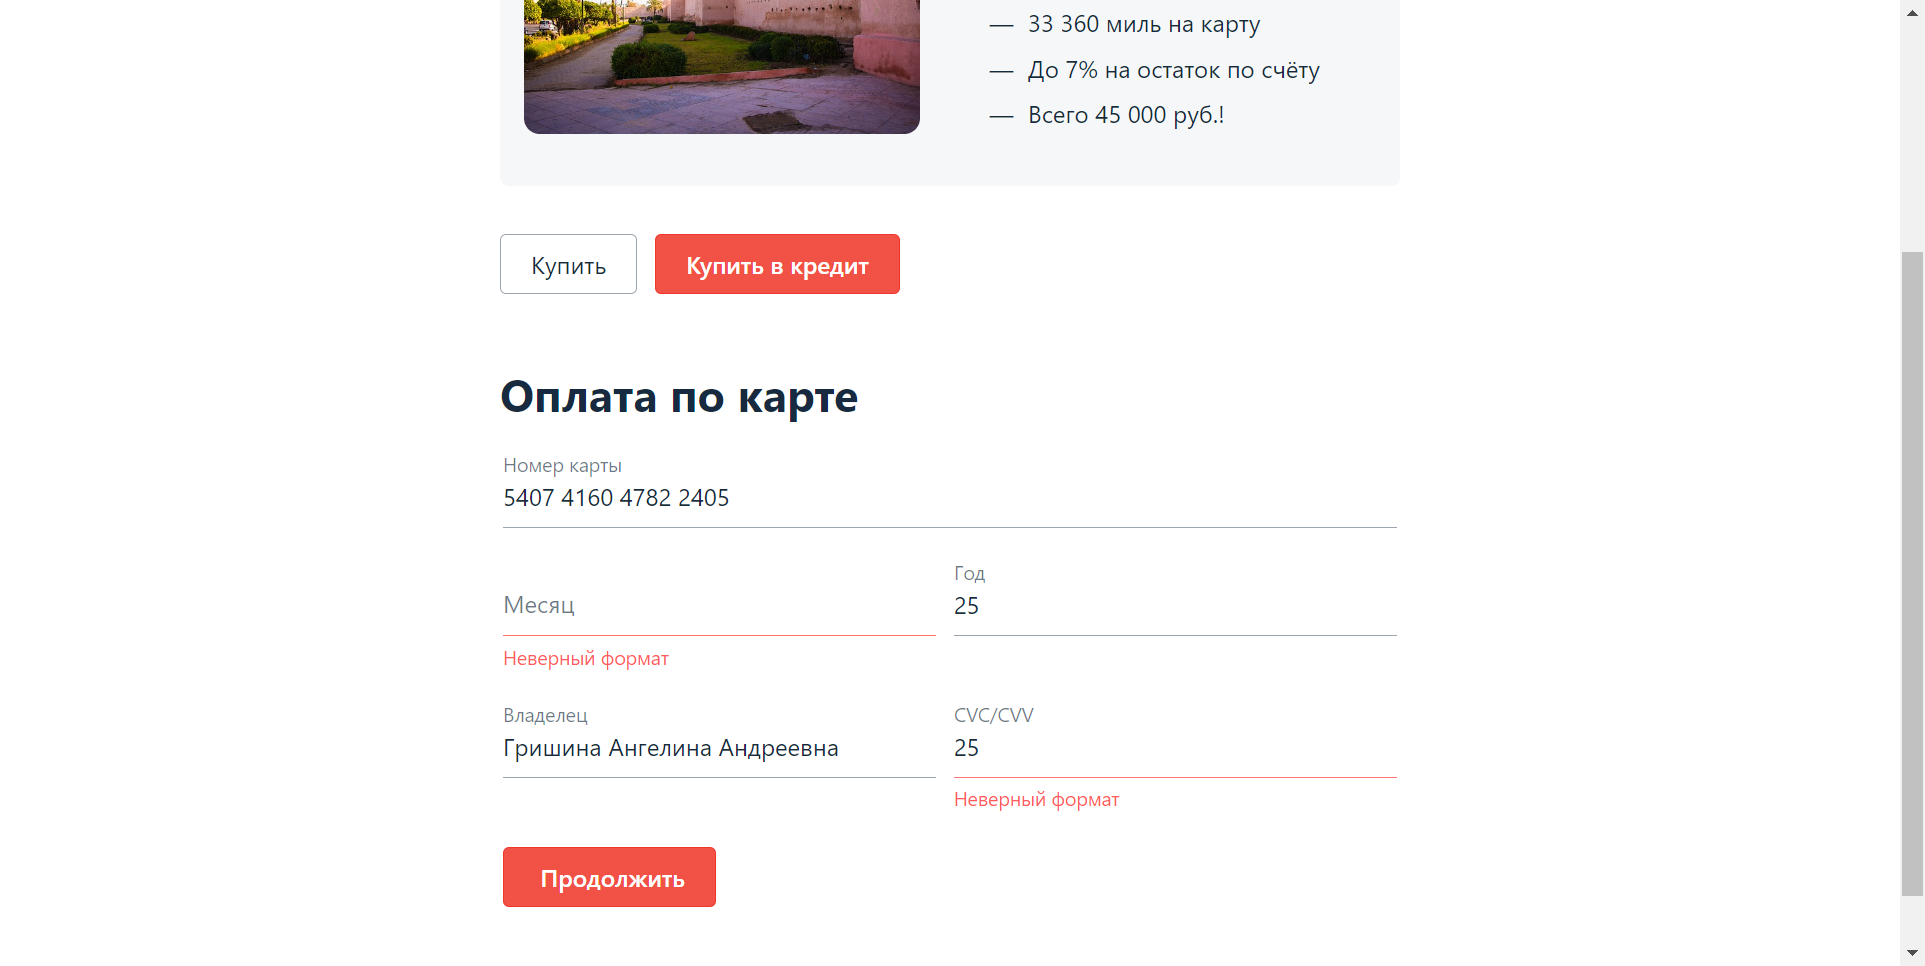 — 33 360 миль на карту
— До 7% на остаток по счёту
— Всего 45 000 руб.!
Купить
Купить в кредит
Оплата по карте
Номер карты
5407 4160 4782 2405
Месяц
Неверный формат
Год
25
Владелец
Гришина Ангелина Андреевна
CVC/CVV
25
Неверный формат
Продолжить